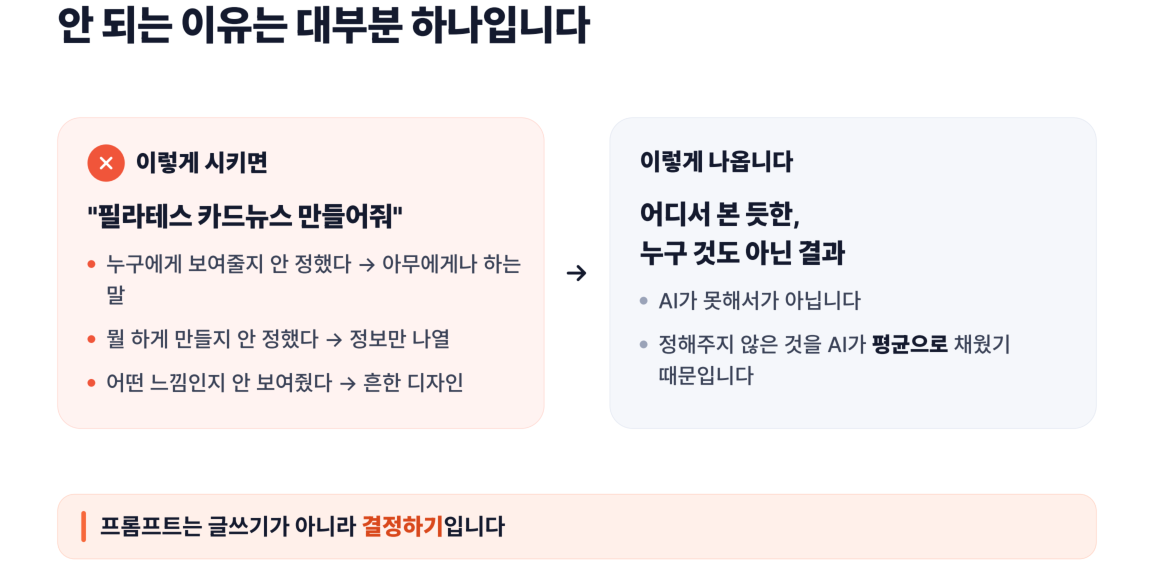 안 되는 이유는 대부분 하나입니다
이렇게 시키면
"필라테스 카드뉴스 만들어줘"
누구에게 보여줄지 안 정했다 → 아무에게나 하는
말
뭘 하게 만들지 안 정했다 → 정보만 나열
어떤 느낌인지 안 보여줬다 → 흔한 디자인
→
이렇게 나옵니다
어디서 본 듯한,
누구 것도 아닌 결과
AI가 못해서가 아닙니다
정해주지 않은 것을 AI가 평균으로 채웠기
때문입니다
프롬프트는 글쓰기가 아니라 결정하기입니다